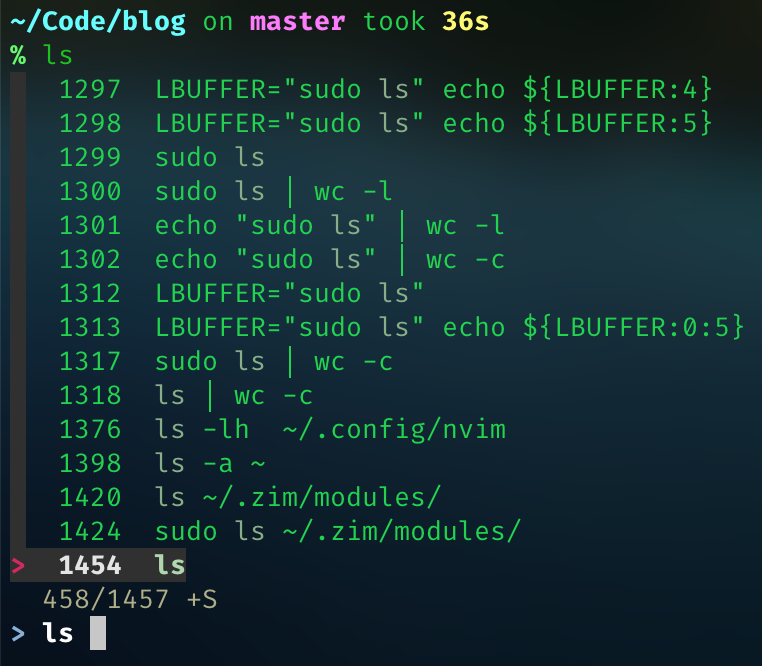 ~/Code/blog on master took 36s
% ls
1297  LBUFFER="sudo ls" echo ${LBUFFER:4}
1298  LBUFFER="sudo ls" echo ${LBUFFER:5}
1299  sudo ls
1300  sudo ls | wc -l
1301  echo "sudo ls" | wc -l
1302  echo "sudo ls" | wc -c
1312  LBUFFER="sudo ls"
1313  LBUFFER="sudo ls" echo ${LBUFFER:0:5}
1317  sudo ls | wc -c
1318  ls | wc -c
1376  ls -lh  ~/.config/nvim
1398  ls -a ~
1420  ls ~/.zim/modules/
1424  sudo ls ~/.zim/modules/
> 1454  ls
458/1457 +S
> ls